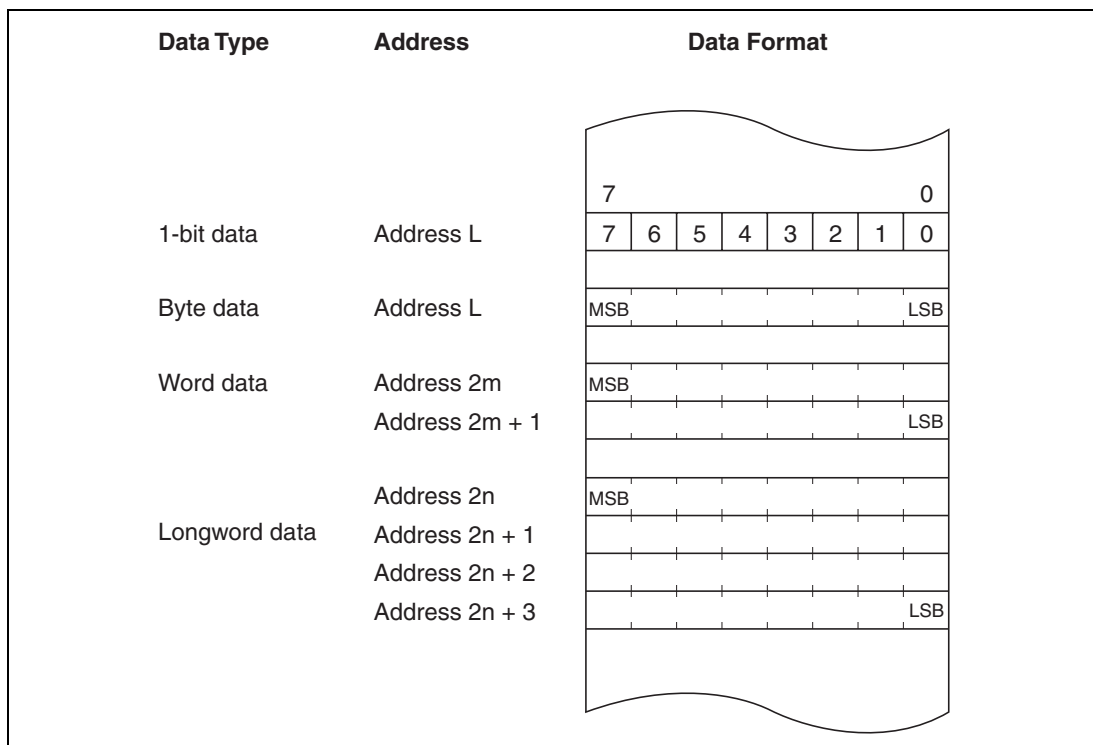 Data Type Address Data Format
7 0
1-bit data Address L 7 6 5 4 3 2 1 0
Byte data Address L MSB LSB
Word data Address 2m MSB
Address 2m + 1 LSB
Address 2n MSB
Longword data Address 2n + 1
Address 2n + 2
Address 2n + 3 LSB